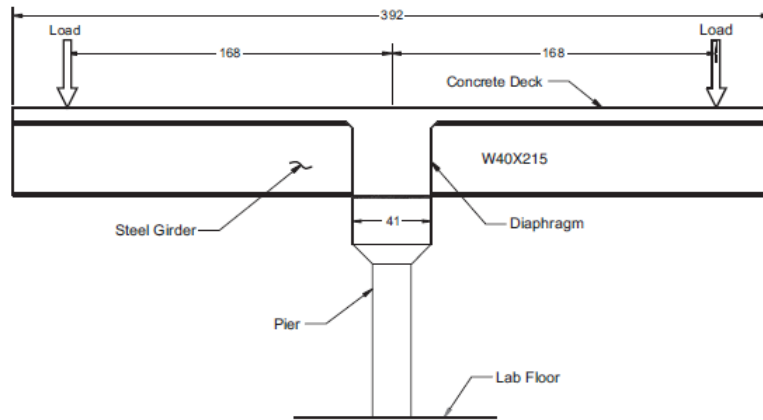 392
Load
Load
168
168
Concrete Deck
W40X215
Steel Girder
41
Diaphragm
Pier
Lab Floor